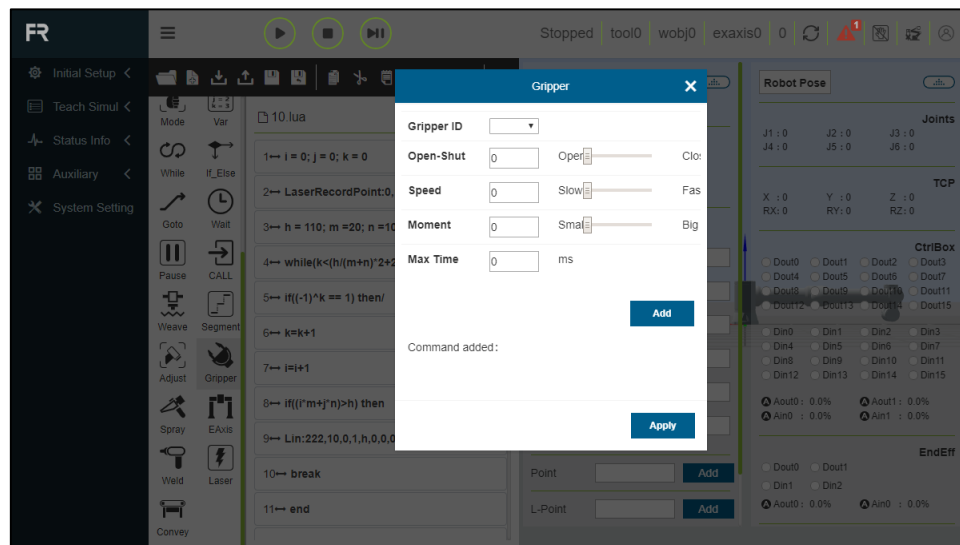 FR
Stopped tool0 wobj0 exaxis0 0 1
Initial Setup
Teach Simul
Status Info
Auxiliary
System Setting
Mode Var
While If_Else
Goto Wait
Pause CALL
Weave Segment
Adjust Gripper
Spray EAxis
Weld Laser
Convey
10.lua
1 i = 0; j = 0; k = 0
2 LaserRecordPoint:0,
3 h = 110; m =20; n =10
4 while(k<(h/(m+n)*2+2
5 if((-1)^k == 1) then/
6 k=k+1
7 i=i+1
8 if((i*m+j*n)>h) then
9 Lin:222,10,0,1,h,0,0,0
10 break
11 end
Gripper
Gripper ID
Open-Shut 0 Open Clo
Speed 0 Slow Fas
Moment 0 Smal Big
Max Time 0 ms
Add
Command added:
Apply
Point Add
L-Point Add
Robot Pose
Joints
J1 : 0 J2 : 0 J3 : 0
J4 : 0 J5 : 0 J6 : 0
TCP
X : 0 Y : 0 Z : 0
RX: 0 RY: 0 RZ: 0
CtrlBox
Dout0 Dout1 Dout2 Dout3
Dout4 Dout5 Dout6 Dout7
Dout8 Dout9 Dout10 Dout11
Dout12 Dout13 Dout14 Dout15
Din0 Din1 Din2 Din3
Din4 Din5 Din6 Din7
Din8 Din9 Din10 Din11
Din12 Din13 Din14 Din15
A Aout0 : 0.0% A Aout1 : 0.0%
A Ain0 : 0.0% A Ain1 : 0.0%
EndEff
Dout0 Dout1
Din1 Din2
A Aout0 : 0.0% A Ain0 : 0.0%